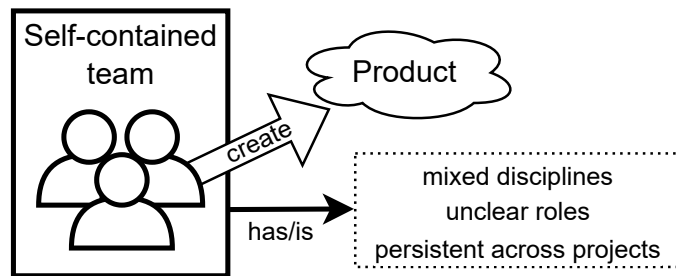 Self-contained
team
Product
create
has/is
mixed disciplines
unclear roles
persistent across projects